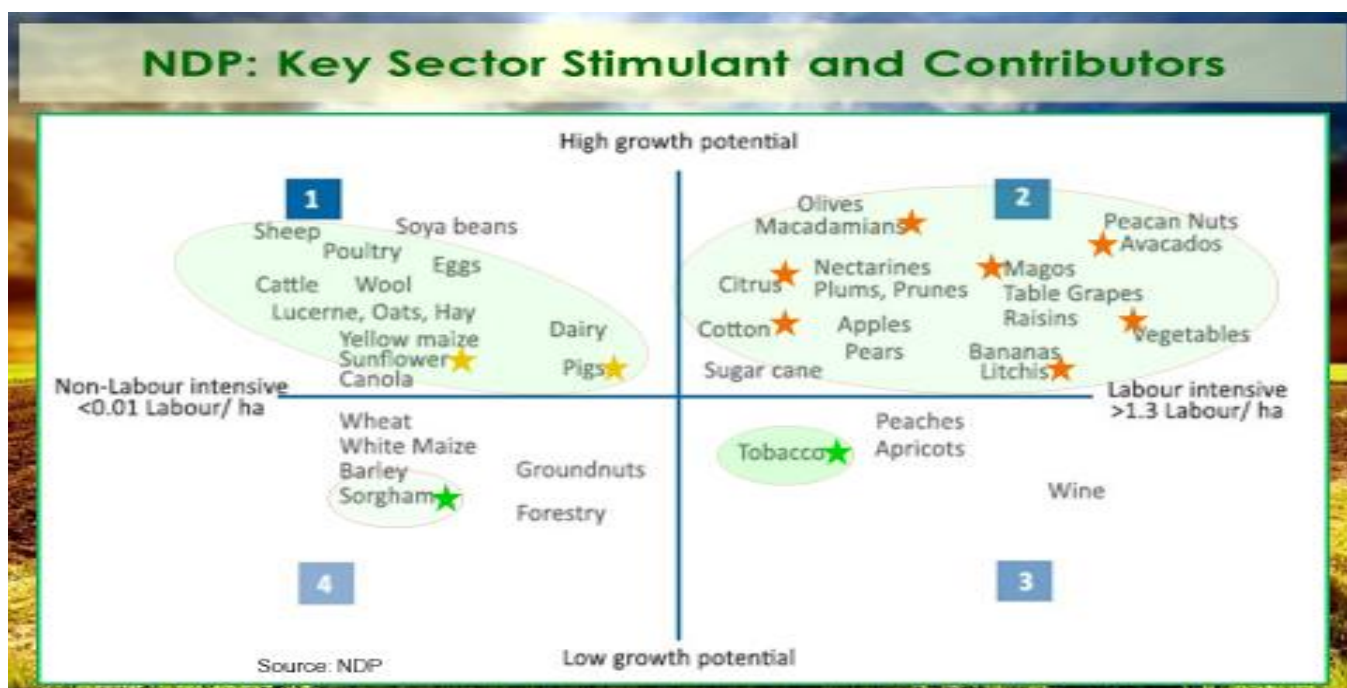 NDP: Key Sector Stimulant and Contributors
High growth potential
1
Sheep
Soya beans
Poultry
Eggs
Cattle
Wool
Lucerne, Oats, Hay
Yellow maize
Sunflower
Canola
Dairy
Pigs
2
Olives
Macadamians
Peacan Nuts
Avacados
Citrus
Nectarines
Plums, Prunes
Magos
Table Grapes
Raisins
Cotton
Apples
Pears
Vegetables
Sugar cane
Bananas
Litchis
Non-Labour intensive
<0.01 Labour/ ha
Labour intensive
>1.3 Labour/ ha
Wheat
White Maize
Barley
Sorgham
Groundnuts
Forestry
Tobacco
Peaches
Apricots
Wine
4
3
Source: NDP
Low growth potential